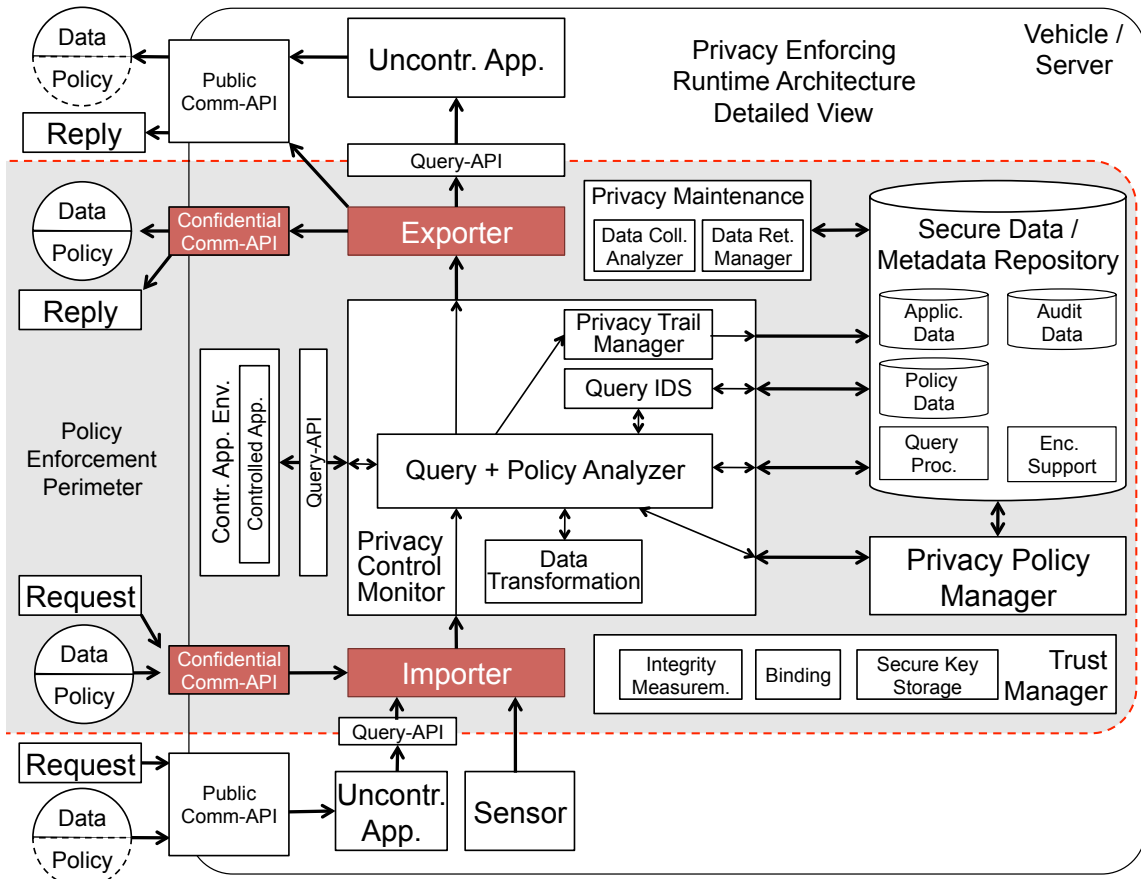 Data
Policy
Public
Comm-API
Reply
Uncontr. App.
Privacy Enforcing
Runtime Architecture
Detailed View
Vehicle /
Server
Query-API
Data
Policy
Confidential
Comm-API
Reply
Exporter
Privacy Maintenance
Data Coll.
Analyzer
Data Ret.
Manager
Secure Data /
Metadata Repository
Applic.
Data
Audit
Data
Policy
Data
Query
Proc.
Enc.
Support
Privacy Trail
Manager
Query IDS
Query + Policy Analyzer
Data
Transformation
Privacy
Control
Monitor
Contr. App. Env.
Controlled App.
Query-API
Policy
Enforcement
Perimeter
Privacy Policy
Manager
Request
Data
Policy
Confidential
Comm-API
Importer
Integrity
Measurem.
Binding
Secure Key
Storage
Trust
Manager
Query-API
Request
Data
Policy
Public
Comm-API
Uncontr.
App.
Sensor